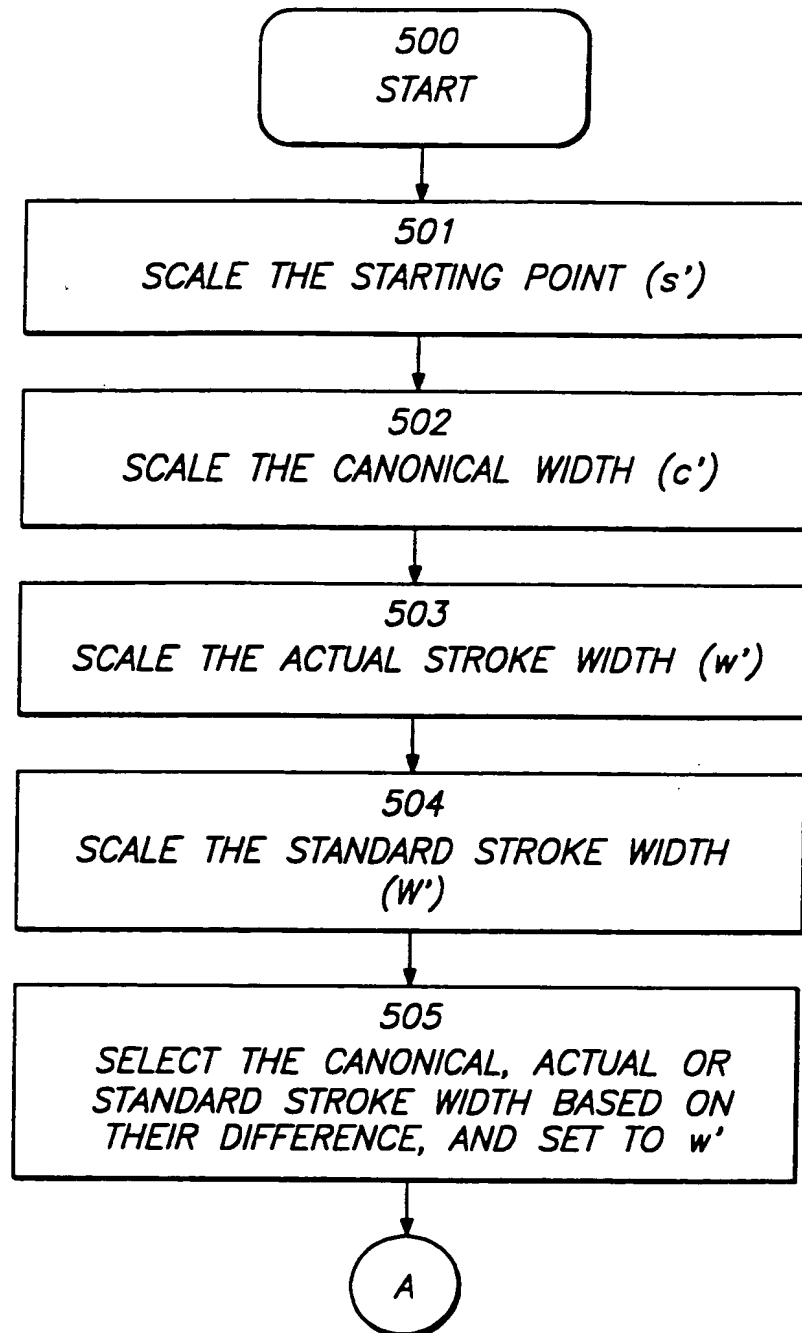 500
START
501
SCALE THE STARTING POINT (s')
502
SCALE THE CANONICAL WIDTH (c')
503
SCALE THE ACTUAL STROKE WIDTH (w')
504
SCALE THE STANDARD STROKE WIDTH
(W')
505
SELECT THE CANONICAL, ACTUAL OR
STANDARD STROKE WIDTH BASED ON
THEIR DIFFERENCE, AND SET TO w'
A